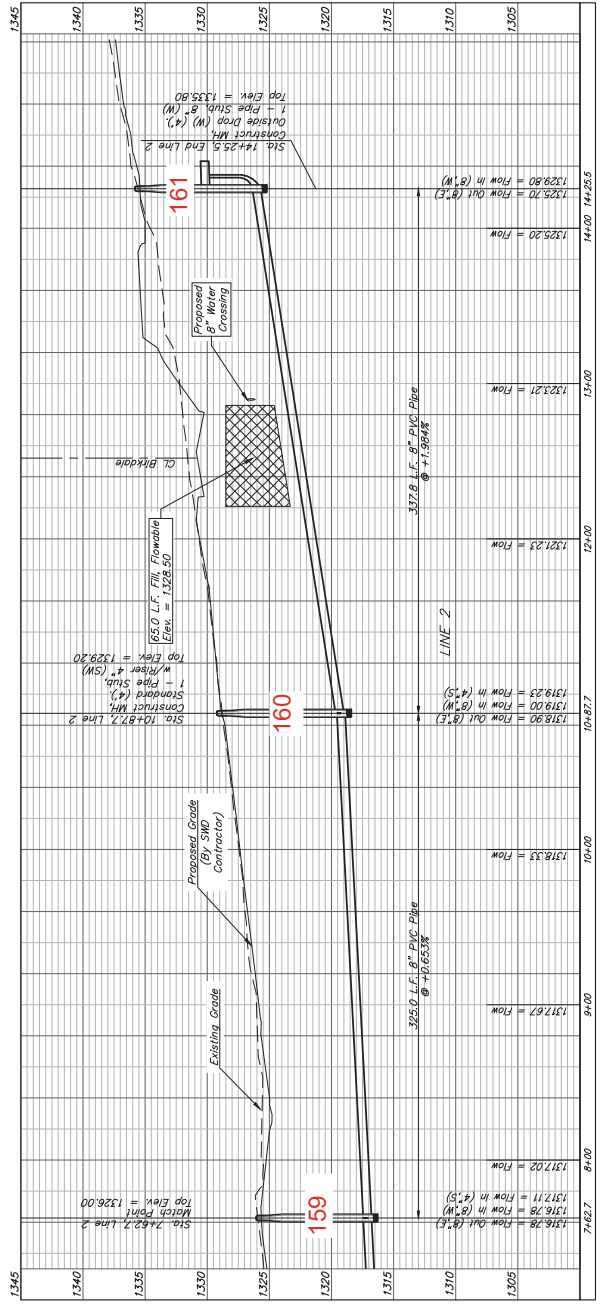 1345
1340
1335
1330
1325
1320
1315
1310
1305
1345
1340
1335
1330
1325
1320
1315
1310
1305
Sta. 7+62.7, Line 2
Match Point
Top Elev. = 1326.00
Existing Grade
Proposed Grade
(By SWD
Contractor)
Sta. 10+87.7, Line 2
Construct MH,
Standard (4').
1 - Pipe Stub,
w/Riser 4" (SW)
Top Elev. = 1329.20
65.0 L.F. Fill, Flowable
Elev. = 1328.50
CL Birkdale
Proposed
8" Water
Crossing
Sta. 14+25.5, End Line 2
Construct MH,
Outside Drop (W) (4').
1 - Pipe Stub, 8" (W)
Top Elev. = 1335.80
159
160
161
325.0 L.F. 8" PVC Pipe
@ +0.653%
337.8 L.F. 8" PVC Pipe
@ +1.984%
LINE 2
1316.78 = Flow Out (8",E)
1316.78 = Flow In (8",W)
1317.11 = Flow In (4",S)
1317.02 = Flow
1317.67 = Flow
1318.33 = Flow
1318.90 = Flow Out (8",E)
1319.00 = Flow In (8",W)
1319.23 = Flow In (4",S)
1321.23 = Flow
1323.21 = Flow
1325.20 = Flow
1325.70 = Flow Out (8",E)
1329.80 = Flow In (8",W)
7+62.7
8+00
9+00
10+00
10+87.7
12+00
13+00
14+00
14+25.5